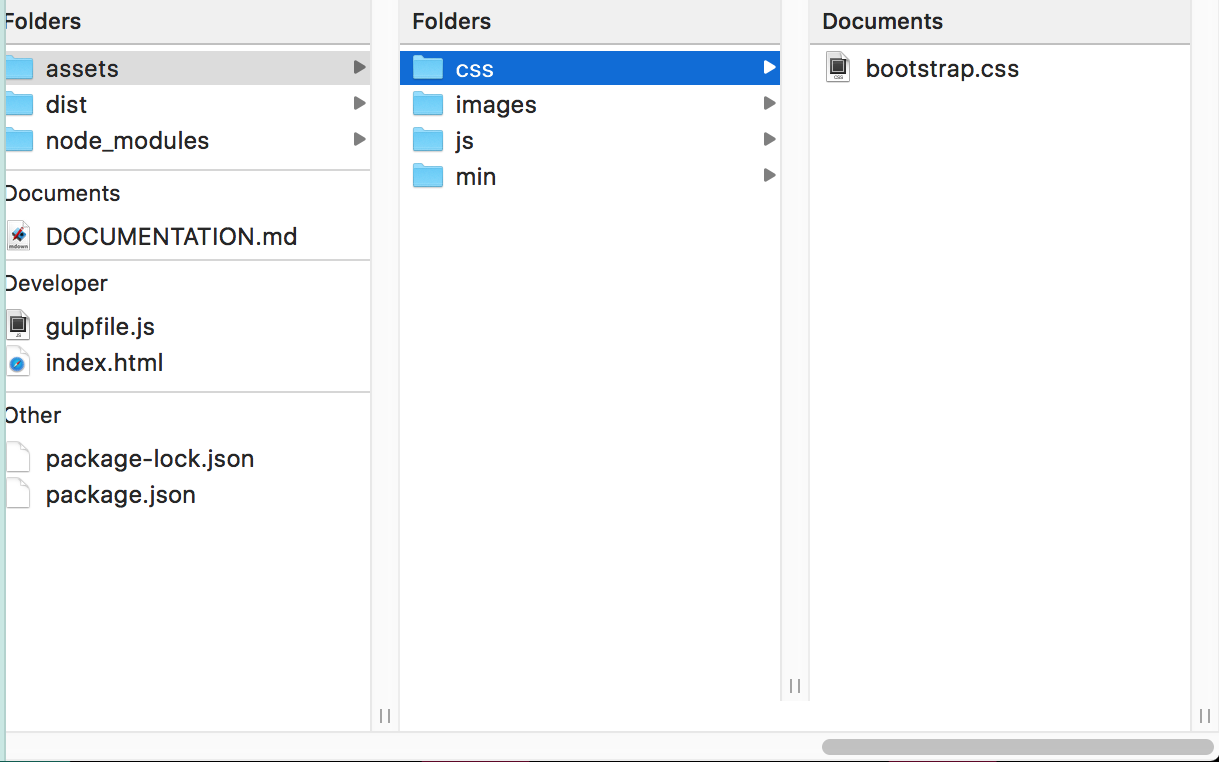 Folders
assets
dist
node_modules
Documents
DOCUMENTATION.md
Developer
gulpfile.js
index.html
Other
package-lock.json
package.json
Folders
css
images
js
min
Documents
bootstrap.css